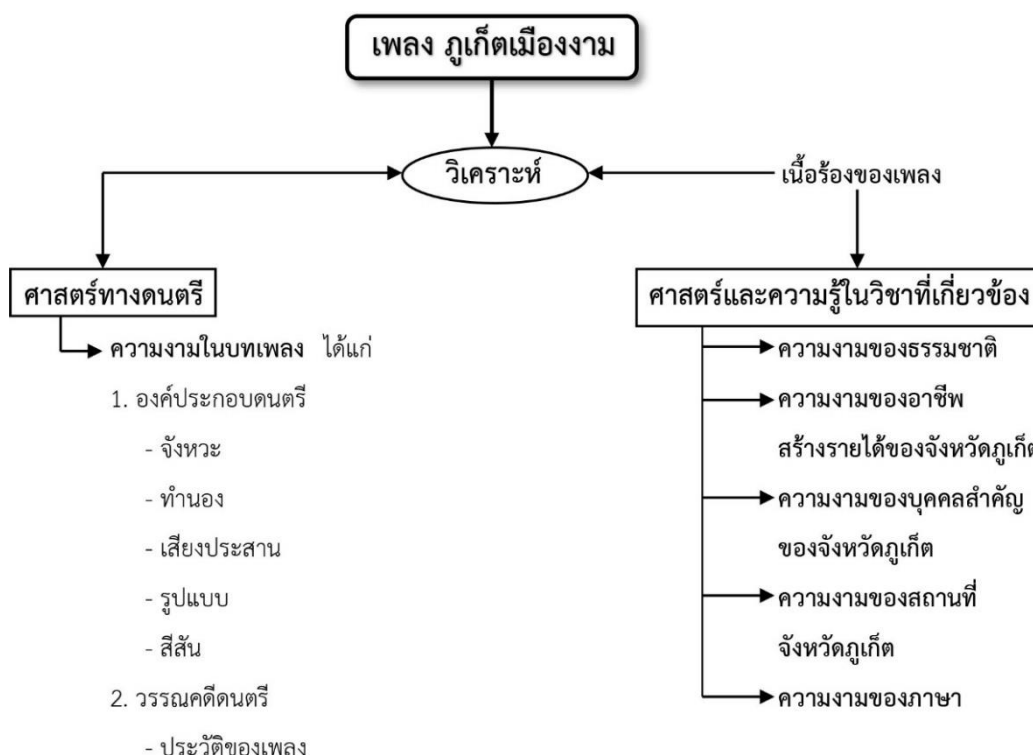 เพลง ภูเก็ตเมืองงาม
วิเคราะห์
เนื้อร้องของเพลง
ศาสตร์ทางดนตรี
ความงามในบทเพลง ได้แก่
1. องค์ประกอบดนตรี
- จังหวะ
- ทำนอง
- เสียงประสาน
- รูปแบบ
- สีสัน
2. วรรณคดีดนตรี
- ประวัติของเพลง
ศาสตร์และความรู้ในวิชาที่เกี่ยวข้อง
ความงามของธรรมชาติ
ความงามของอาชีพ
สร้างรายได้ของจังหวัดภูเก็ต
ความงามของบุคคลสำคัญ
ของจังหวัดภูเก็ต
ความงามของสถานที่
จังหวัดภูเก็ต
ความงามของภาษา